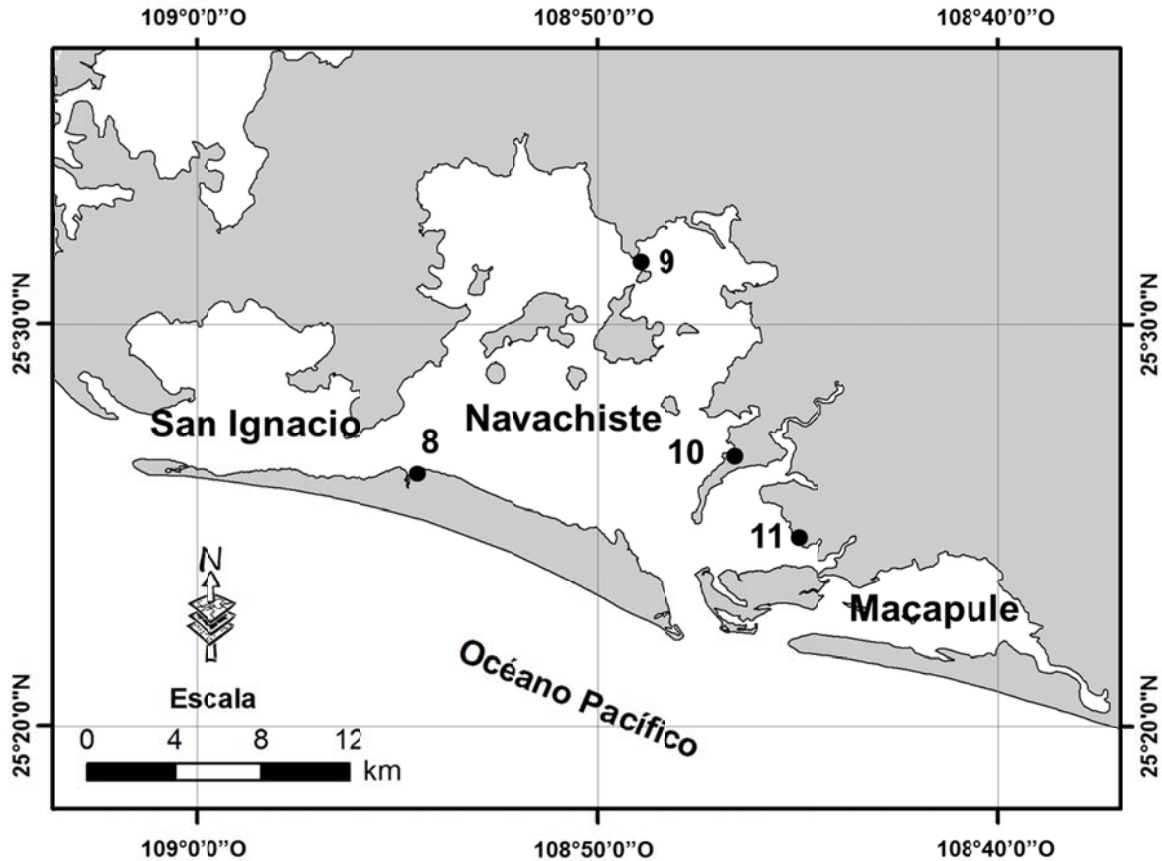 109°0'0"O 108°50'0"O 108°40'0"O
25°30'0"N 25°30'0"N
9
San Ignacio
Navachiste
8
10
11
Macapule
N
Océano Pacífico
Escala
0 4 8 12
km
25°20'0"N 25°20'0"N
109°0'0"O 108°50'0"O 108°40'0"O